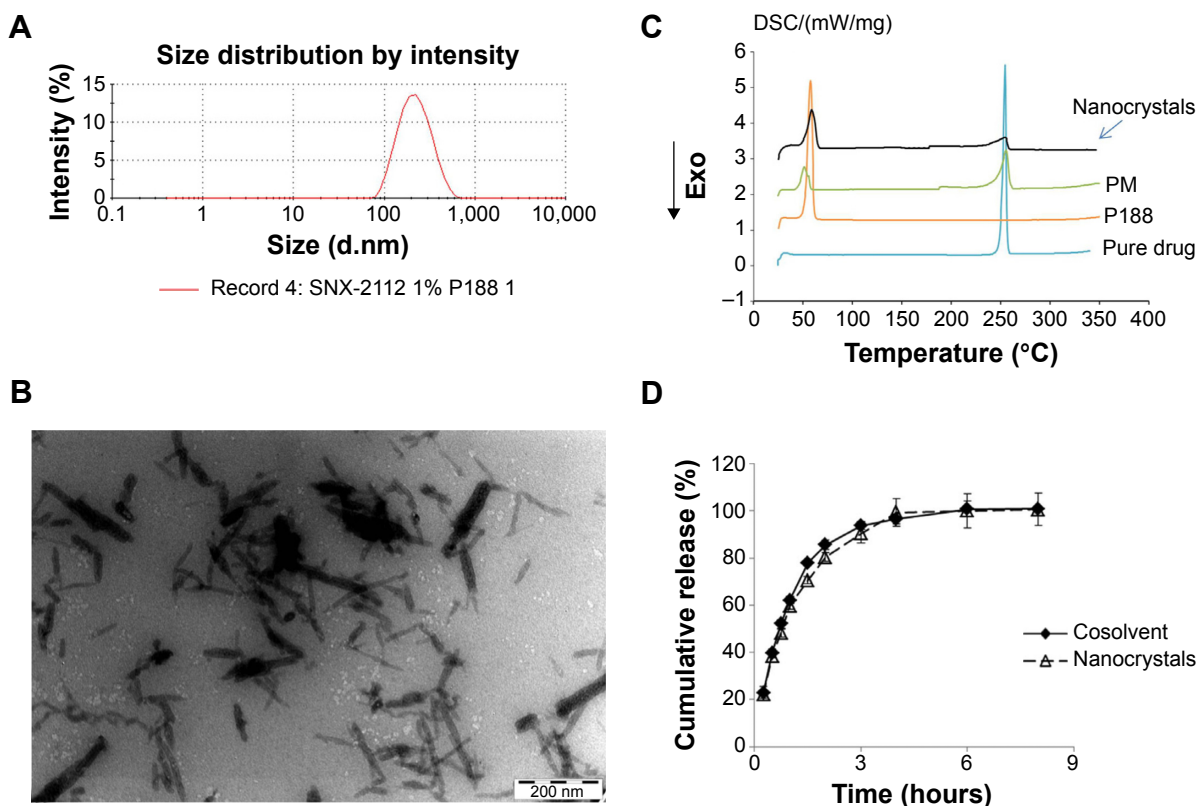 A
Size distribution by intensity
Intensity (%)
15
10
5
0
0.1 1 10 100 1,000 10,000
Size (d.nm)
Record 4: SNX-2112 1% P188 1
B
200 nm
C
DSC/(mW/mg)
Exo
6
5
4
3
2
1
0
−1
Nanocrystals
PM
P188
Pure drug
0 50 100 150 200 250 300 350 400
Temperature (°C)
D
Cumulative release (%)
120
100
80
60
40
20
0
Cosolvent
Nanocrystals
0 3 6 9
Time (hours)